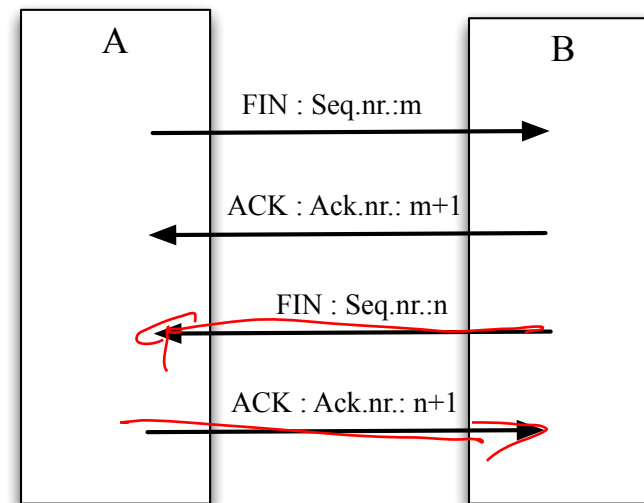 A
B
FIN : Seq.nr.:m
ACK : Ack.nr.: m+1
FIN : Seq.nr.:n
ACK : Ack.nr.: n+1